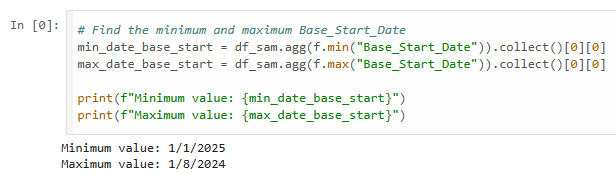 In [0]:
# Find the minimum and maximum Base_Start_Date
min_date_base_start = df_sam.agg(f.min("Base_Start_Date")).collect()[0][0]
max_date_base_start = df_sam.agg(f.max("Base_Start_Date")).collect()[0][0]
print(f"Minimum value: {min_date_base_start}")
print(f"Maximum value: {max_date_base_start}")
Minimum value: 1/1/2025
Maximum value: 1/8/2024